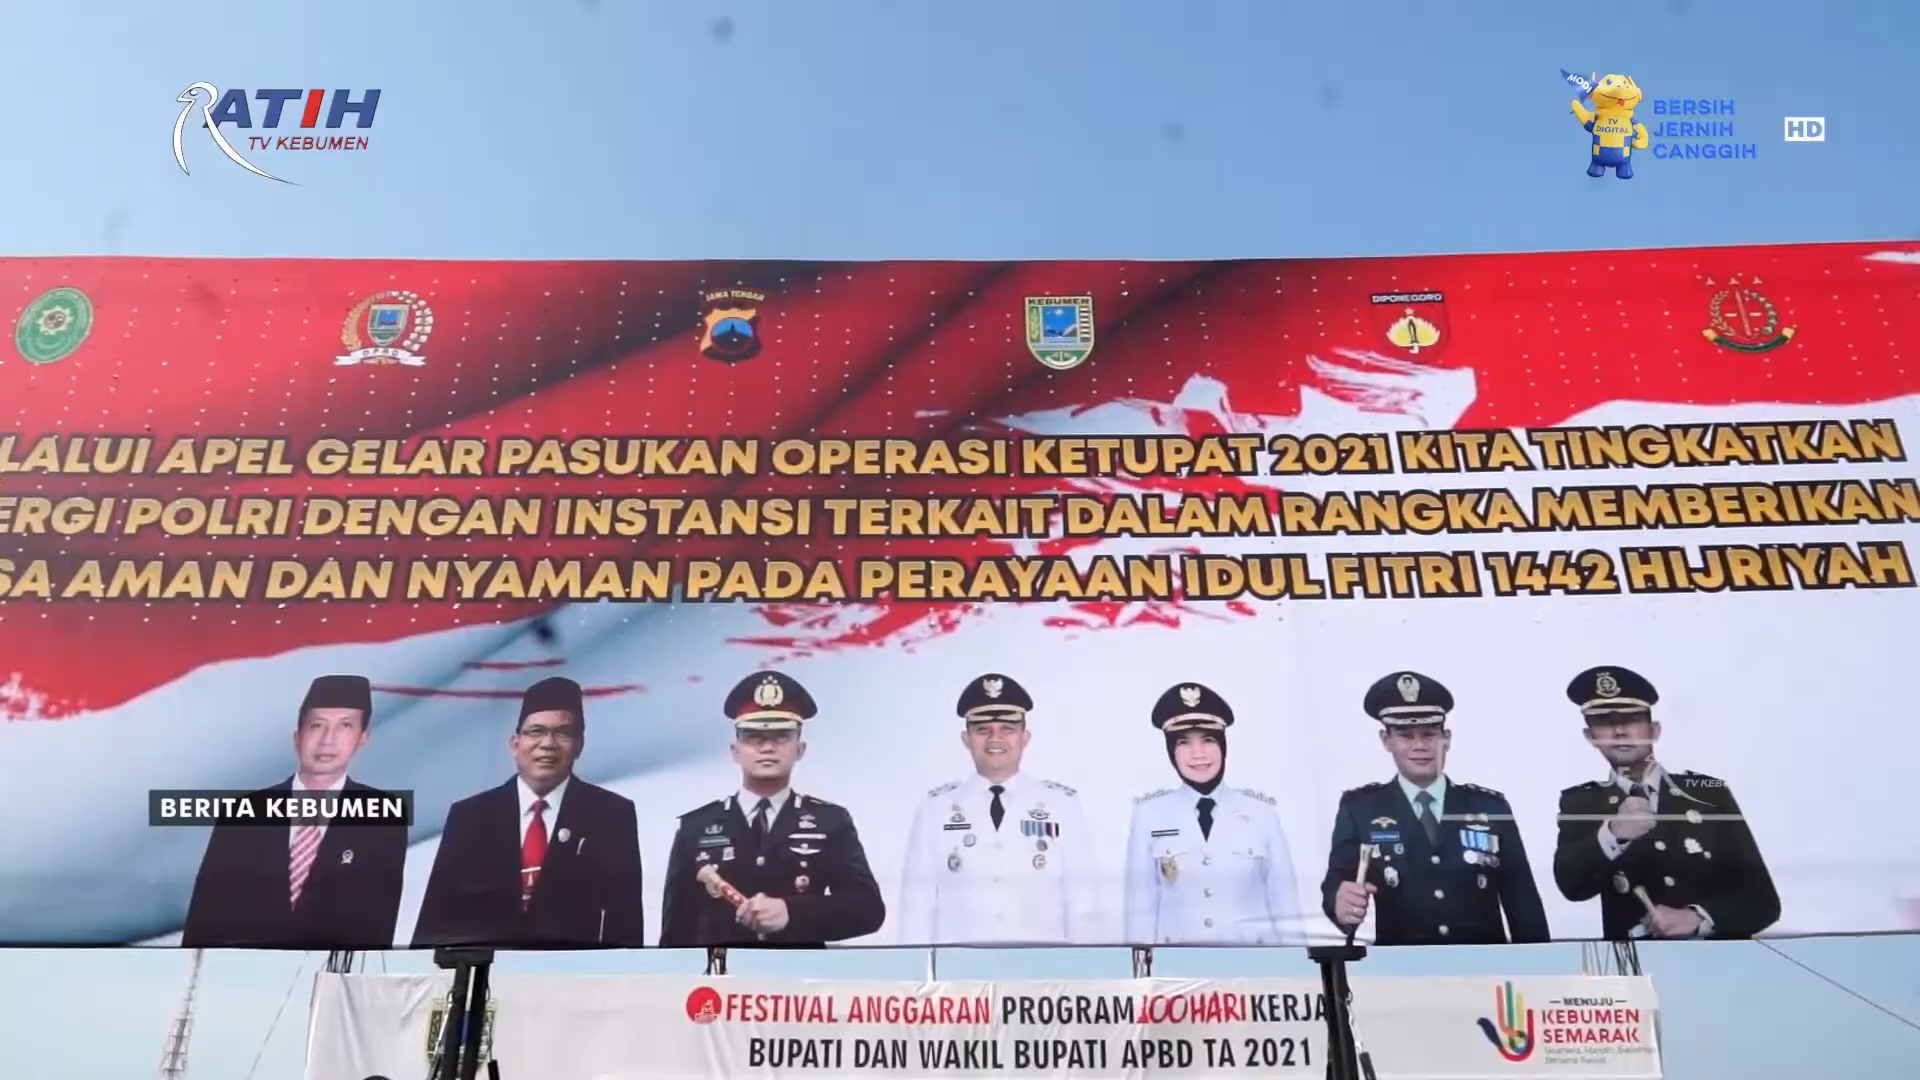 RATIH
TV KEBUMEN
MODI
TV
DIGITAL
BERSIH
JERNIH
CANGGIH
HD
DPRD
JAWA TENGAH
KEBUMEN
DIPONEGORO
LALUI APEL GELAR PASUKAN OPERASI KETUPAT 2021 KITA TINGKATKAN
ERGI POLRI DENGAN INSTANSI TERKAIT DALAM RANGKA MEMBERIKAN
SA AMAN DAN NYAMAN PADA PERAYAAN IDUL FITRI 1442 HIJRIYAH
BERITA KEBUMEN
FESTIVAL ANGGARAN PROGRAM 100 HARI KERJA
BUPATI DAN WAKIL BUPATI APBD TA 2021
MENUJU
KEBUMEN
SEMARAK